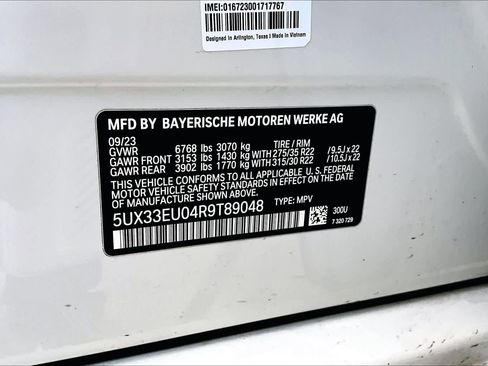 IMEI:016723001717767
Designed in Arlington, Texas I Made in Vietnam
MFD BY BAYERISCHE MOTOREN WERKE AG
09/23
GVWR 6768 lbs 3070 kg TIRE / RIM
GAWR FRONT 3153 lbs 1430 kg WITH 275/35 R22 /9.5J x 22
GAWR REAR 3902 lbs 1770 kg WITH 315/30 R22 /10.5J x 22
THIS VEHICLE CONFORMS TO ALL APPLICABLE U. S. FEDERAL
MOTOR VEHICLE SAFETY STANDARDS IN EFFECT ON
THE DATE OF MANUFACTURE SHOWN ABOVE.
5UX33EU04R9T89048 TYPE: MPV
300U
7 320 729